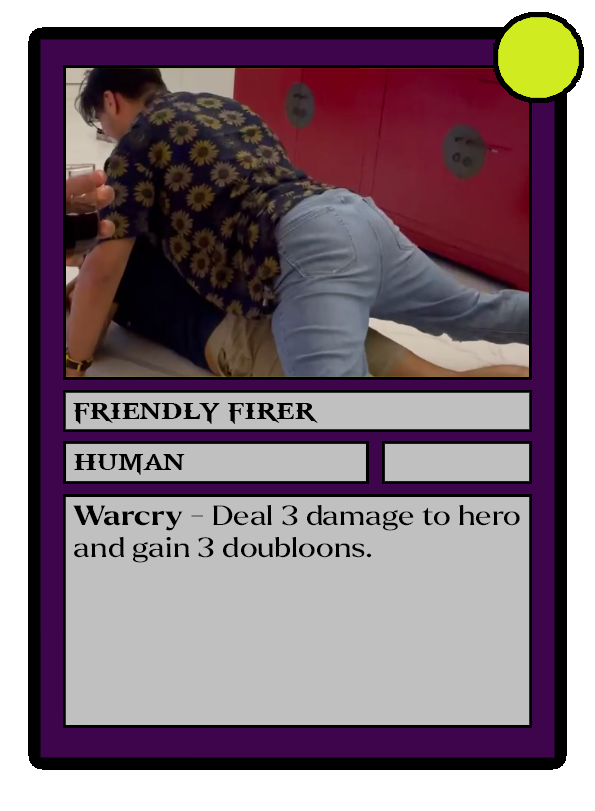 FRIENDLY FIRER
HUMAN
Warcry – Deal 3 damage to hero
and gain 3 doubloons.